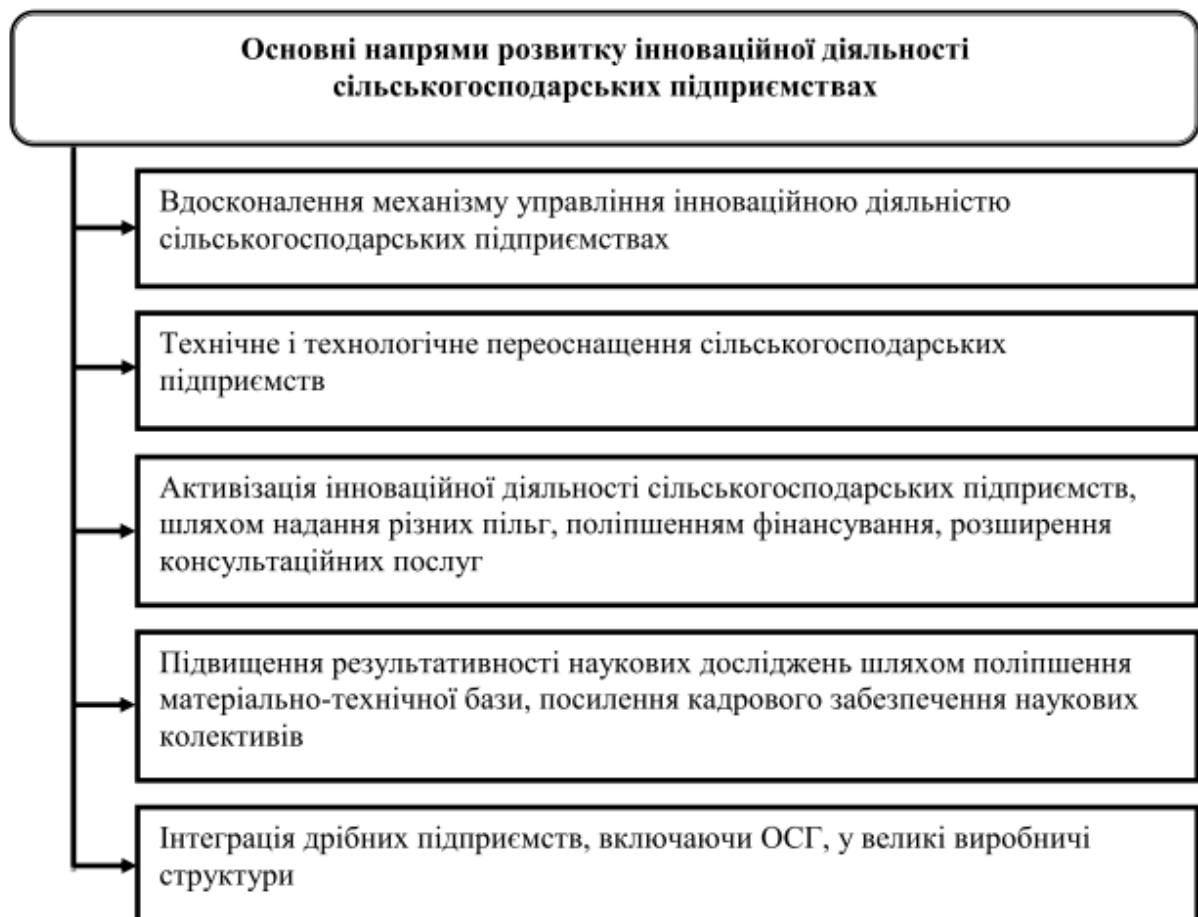 Основні напрями розвитку інноваційної діяльності
сільськогосподарських підприємствах
Вдосконалення механізму управління інноваційною діяльністю
сільськогосподарських підприємствах
Технічне і технологічне переоснащення сільськогосподарських
підприємств
Активізація інноваційної діяльності сільськогосподарських підприємств,
шляхом надання різних пільг, поліпшенням фінансування, розширення
консультаційних послуг
Підвищення результативності наукових досліджень шляхом поліпшення
матеріально-технічної бази, посилення кадрового забезпечення наукових
колективів
Інтеграція дрібних підприємств, включаючи ОСГ, у великі виробничі
структури